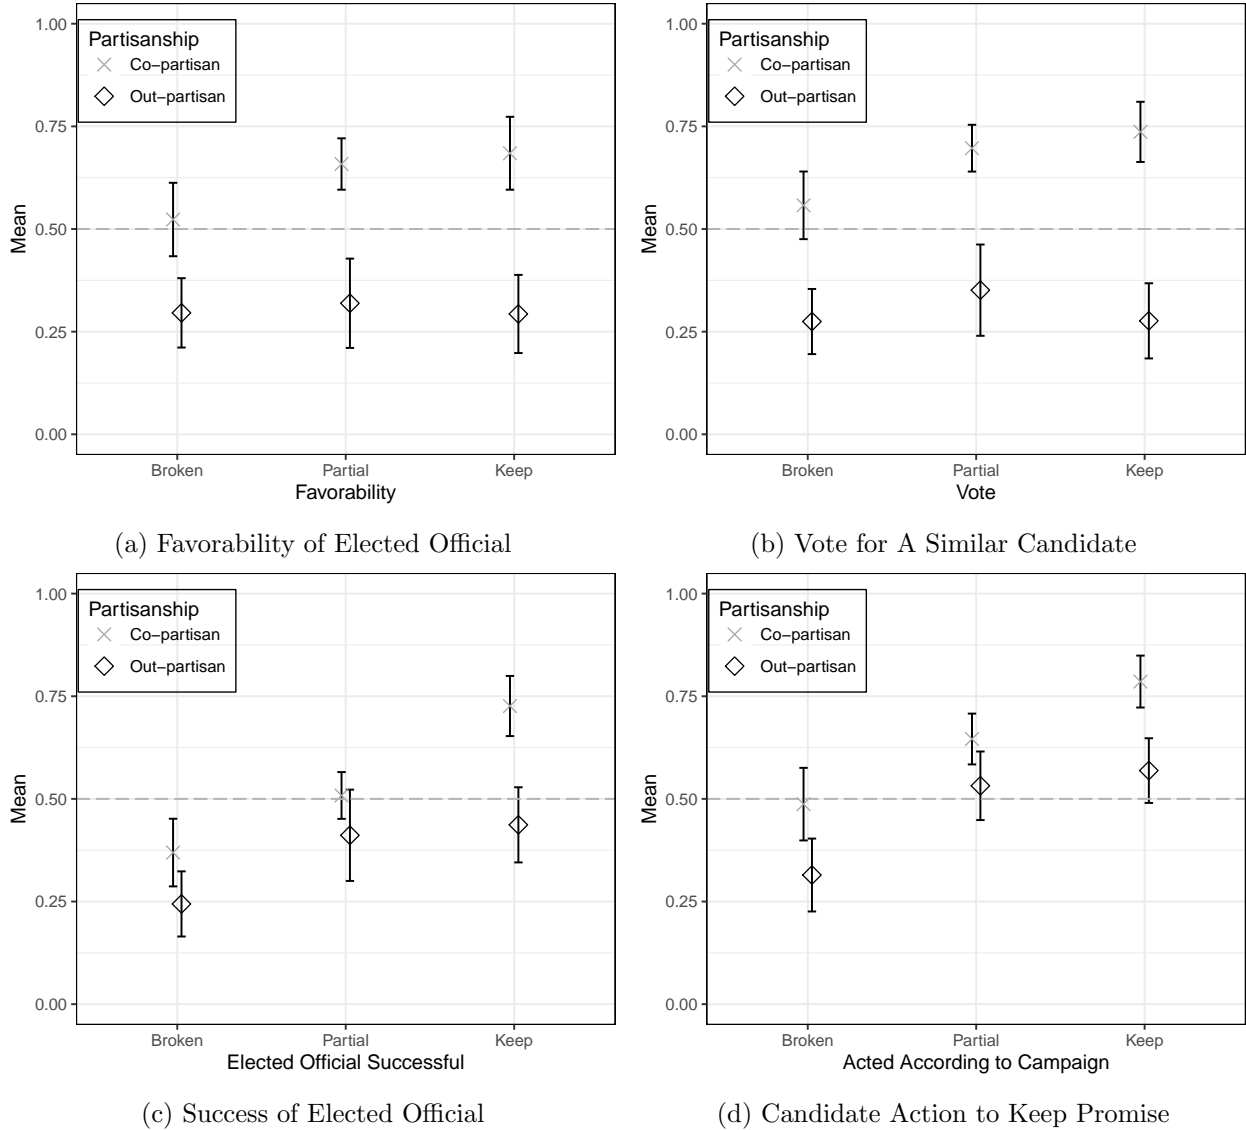 1.00
0.75
0.50
0.25
0.00
Mean
Partisanship
Co-partisan
Out-partisan
Broken Partial Keep
Favorability
(a) Favorability of Elected Official
1.00
0.75
0.50
0.25
0.00
Mean
Partisanship
Co-partisan
Out-partisan
Broken Partial Keep
Vote
(b) Vote for A Similar Candidate
1.00
0.75
0.50
0.25
0.00
Mean
Partisanship
Co-partisan
Out-partisan
Broken Partial Keep
Elected Official Successful
(c) Success of Elected Official
1.00
0.75
0.50
0.25
0.00
Mean
Partisanship
Co-partisan
Out-partisan
Broken Partial Keep
Acted According to Campaign
(d) Candidate Action to Keep Promise